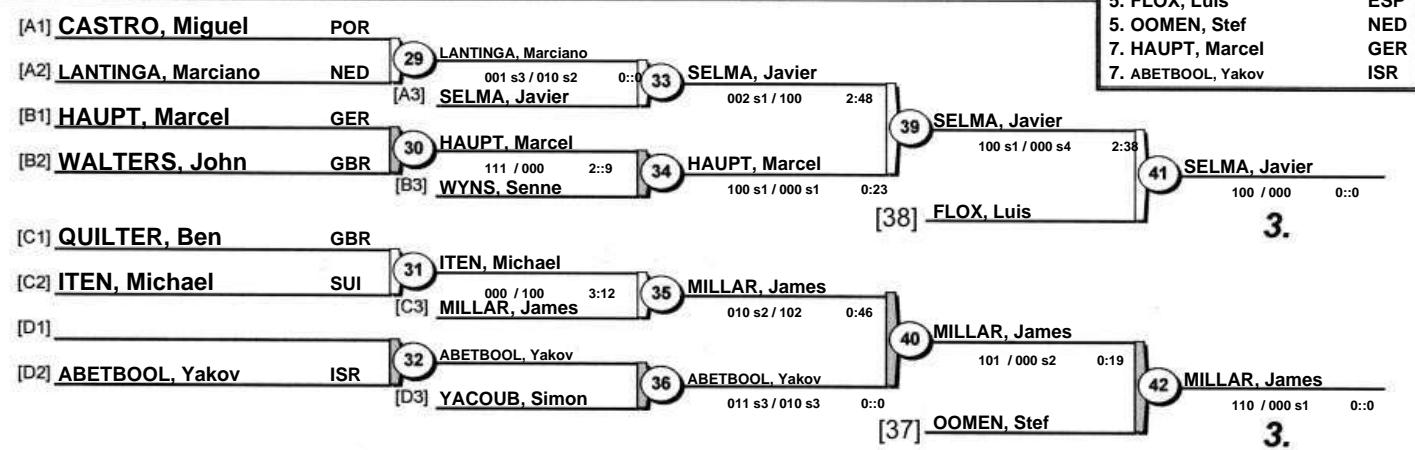 5. FLOX, Luis ESP
5. OOMEN, Stef NED
7. HAUPT, Marcel GER
7. ABETBOOL, Yakov ISR
[A1] CASTRO, Miguel POR
29 LANTINGA, Marciano
[A2] LANTINGA, Marciano NED
001 s3 / 010 s2 0::0
33 SELMA, Javier
[A3] SELMA, Javier
002 s1 / 100 2:48
[B1] HAUPT, Marcel GER
39 SELMA, Javier
30 HAUPT, Marcel
100 s1 / 000 s4 2:38
[B2] WALTERS, John GBR
111 / 000 2::9
34 HAUPT, Marcel
41 SELMA, Javier
[B3] WYNS, Senne
100 s1 / 000 s1 0:23
100 / 000 0::0
[38] FLOX, Luis
3.
[C1] QUILTER, Ben GBR
31 ITEN, Michael
[C2] ITEN, Michael SUI
000 / 100 3:12
35 MILLAR, James
[C3] MILLAR, James
010 s2 / 102 0:46
[D1]
40 MILLAR, James
32 ABETBOOL, Yakov
101 / 000 s2 0:19
[D2] ABETBOOL, Yakov ISR
36 ABETBOOL, Yakov
42 MILLAR, James
[D3] YACOUB, Simon
011 s3 / 010 s3 0::0
110 / 000 s1 0::0
[37] OOMEN, Stef
3.